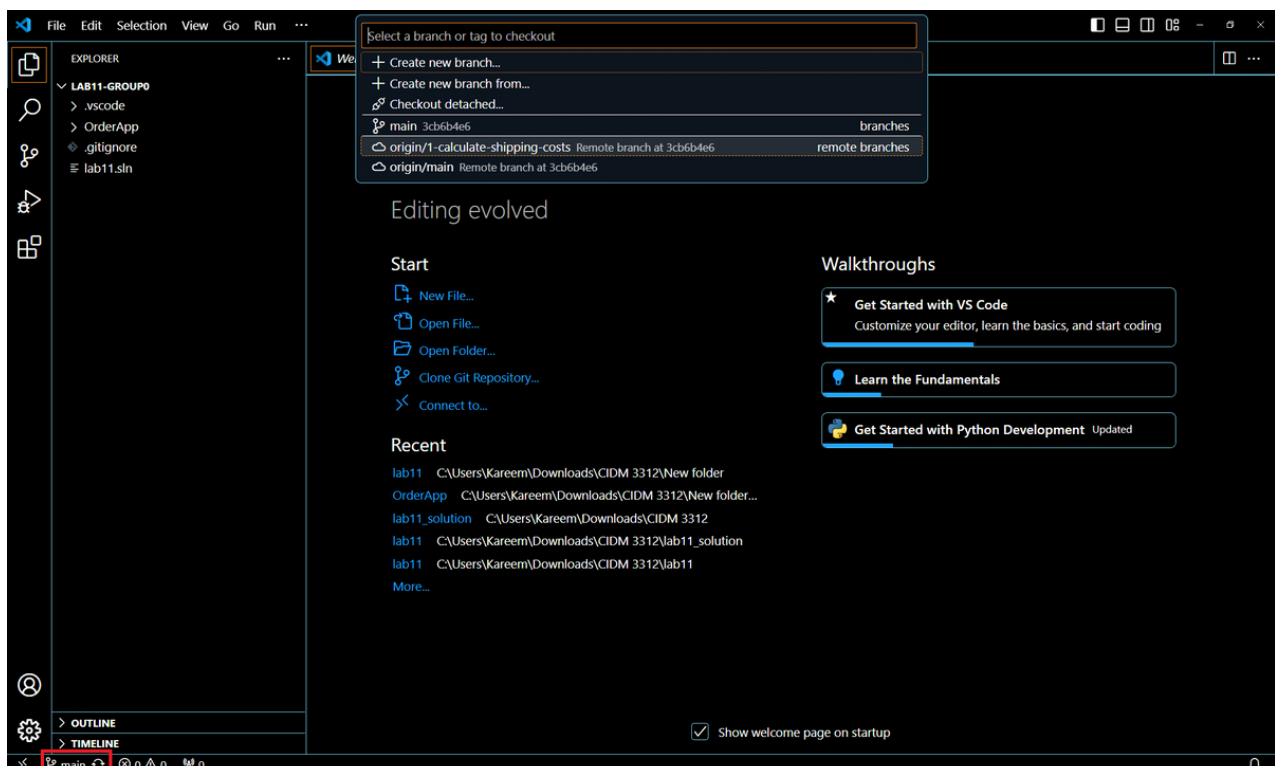 File Edit Selection View Go Run ···
Select a branch or tag to checkout
EXPLORER ···
LAB11-GROUP0
.vscode
OrderApp
.gitignore
lab11.sln
Create new branch...
Create new branch from...
Checkout detached...
main 3cb6b4e6 branches
origin/1-calculate-shipping-costs Remote branch at 3cb6b4e6 remote branches
origin/main Remote branch at 3cb6b4e6
Editing evolved
Start
New File...
Open File...
Open Folder...
Clone Git Repository...
Connect to...
Recent
lab11 C:\Users\Kareem\Downloads\CIDM 3312\New folder
OrderApp C:\Users\Kareem\Downloads\CIDM 3312\New folder...
lab11_solution C:\Users\Kareem\Downloads\CIDM 3312
lab11 C:\Users\Kareem\Downloads\CIDM 3312\lab11_solution
lab11 C:\Users\Kareem\Downloads\CIDM 3312\lab11
More...
Walkthroughs
Get Started with VS Code
Customize your editor, learn the basics, and start coding
Learn the Fundamentals
Get Started with Python Development Updated
Show welcome page on startup
OUTLINE
TIMELINE
main 0 0 0